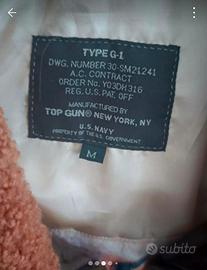 TYPE G-1
DWG. NUMBER 30-SM21241
A.C. CONTRACT
ORDER No. Y03DH316
REG. U.S. PAT. OFF
MANUFACTURED BY
TOP GUN® NEW YORK, NY
U.S. NAVY
PROPERTY OF THE U.S. GOVERNMENT
M
subito